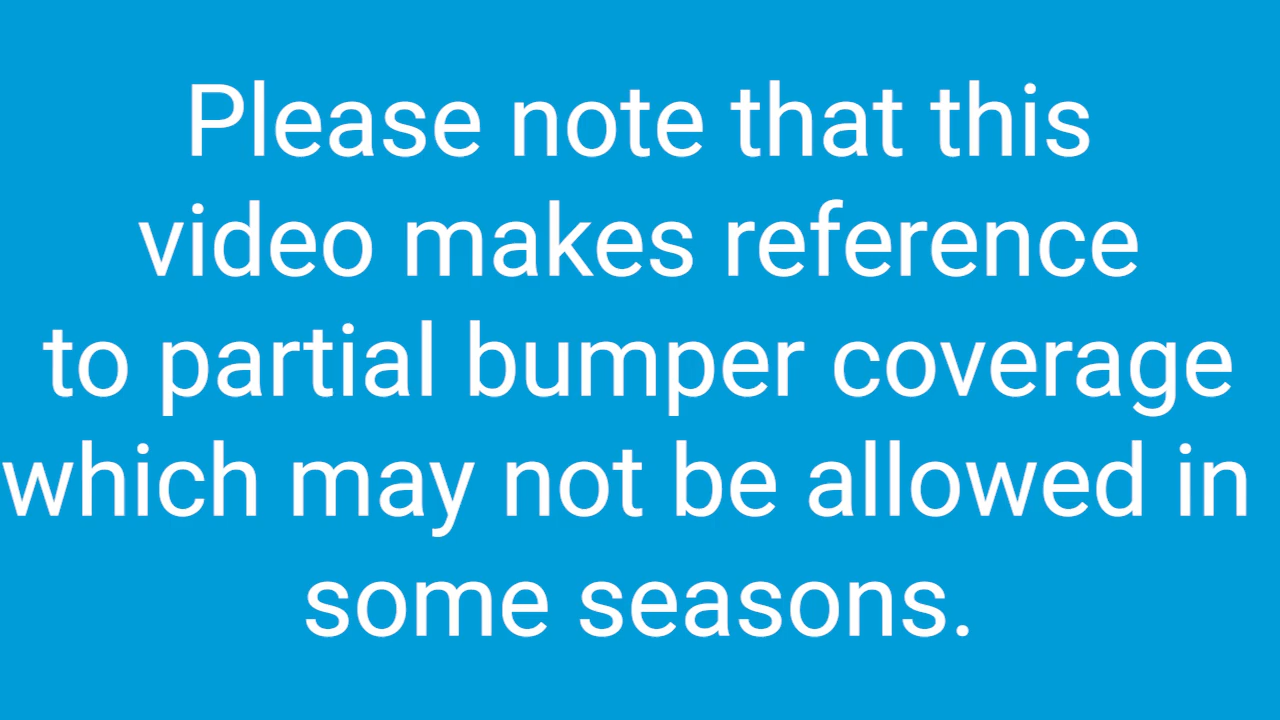 Please note that this
video makes reference
to partial bumper coverage
which may not be allowed in
some seasons.